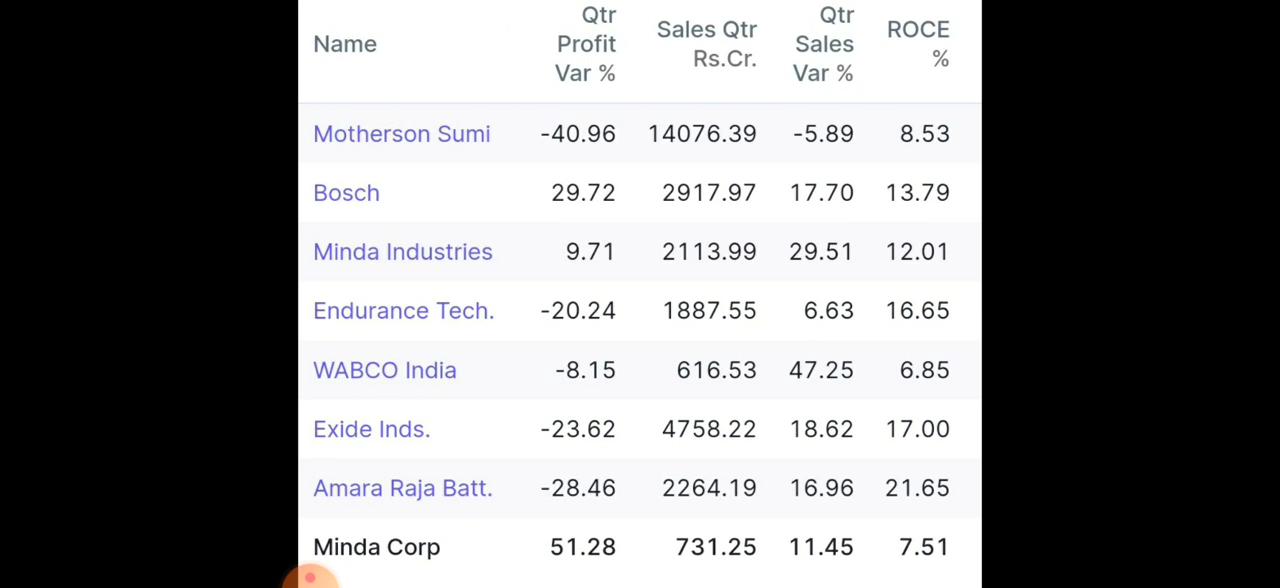 Name Qtr Profit Var % Sales Qtr Rs.Cr. Qtr Sales Var % ROCE %
Motherson Sumi -40.96 14076.39 -5.89 8.53
Bosch 29.72 2917.97 17.70 13.79
Minda Industries 9.71 2113.99 29.51 12.01
Endurance Tech. -20.24 1887.55 6.63 16.65
WABCO India -8.15 616.53 47.25 6.85
Exide Inds. -23.62 4758.22 18.62 17.00
Amara Raja Batt. -28.46 2264.19 16.96 21.65
Minda Corp 51.28 731.25 11.45 7.51